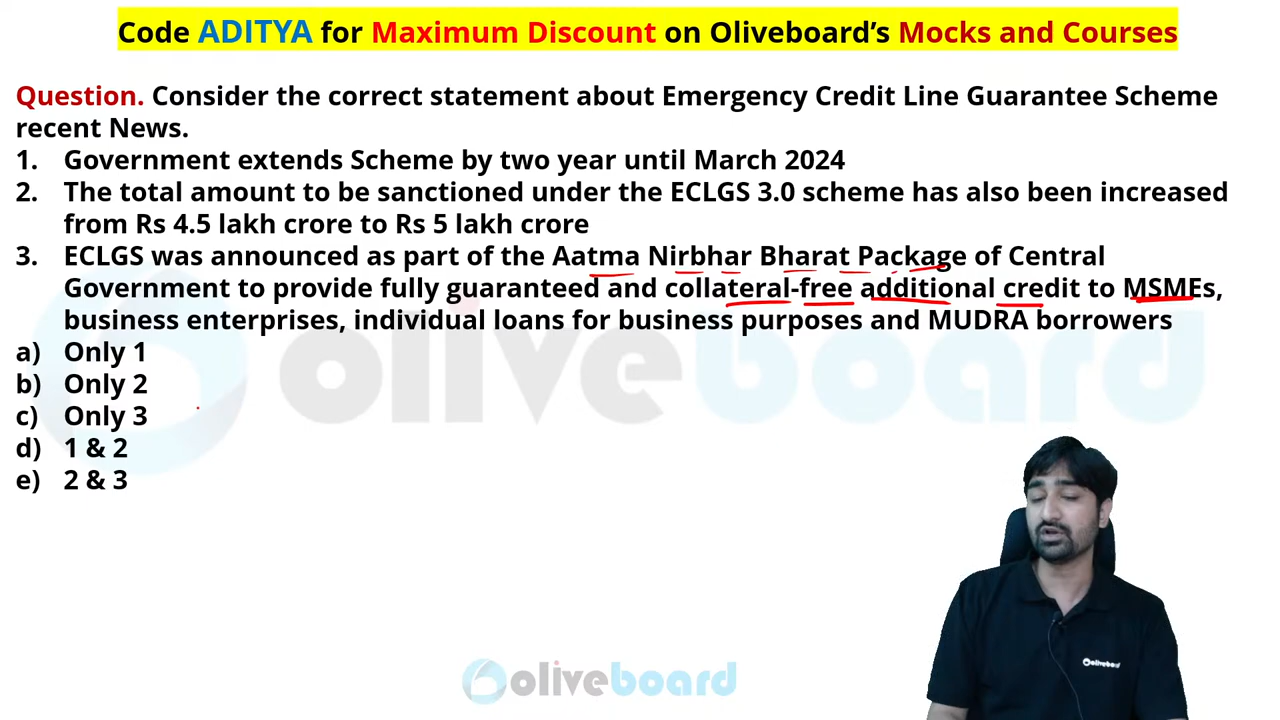 Code ADITYA for Maximum Discount on Oliveboard's Mocks and Courses
Question. Consider the correct statement about Emergency Credit Line Guarantee Scheme
recent News.
1. Government extends Scheme by two year until March 2024
2. The total amount to be sanctioned under the ECLGS 3.0 scheme has also been increased
from Rs 4.5 lakh crore to Rs 5 lakh crore
3. ECLGS was announced as part of the Aatma Nirbhar Bharat Package of Central
Government to provide fully guaranteed and collateral-free additional credit to MSMEs,
business enterprises, individual loans for business purposes and MUDRA borrowers
a) Only 1
b) Only 2
c) Only 3
d) 1 & 2
e) 2 & 3
oliveboard
oliveboard
oliveboard